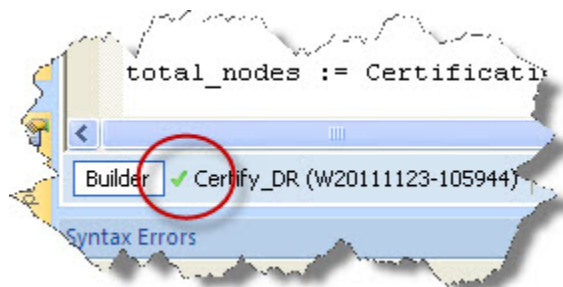 total_nodes := Certificati
Builder Certify_DR (W20111123-105944)
Syntax Errors